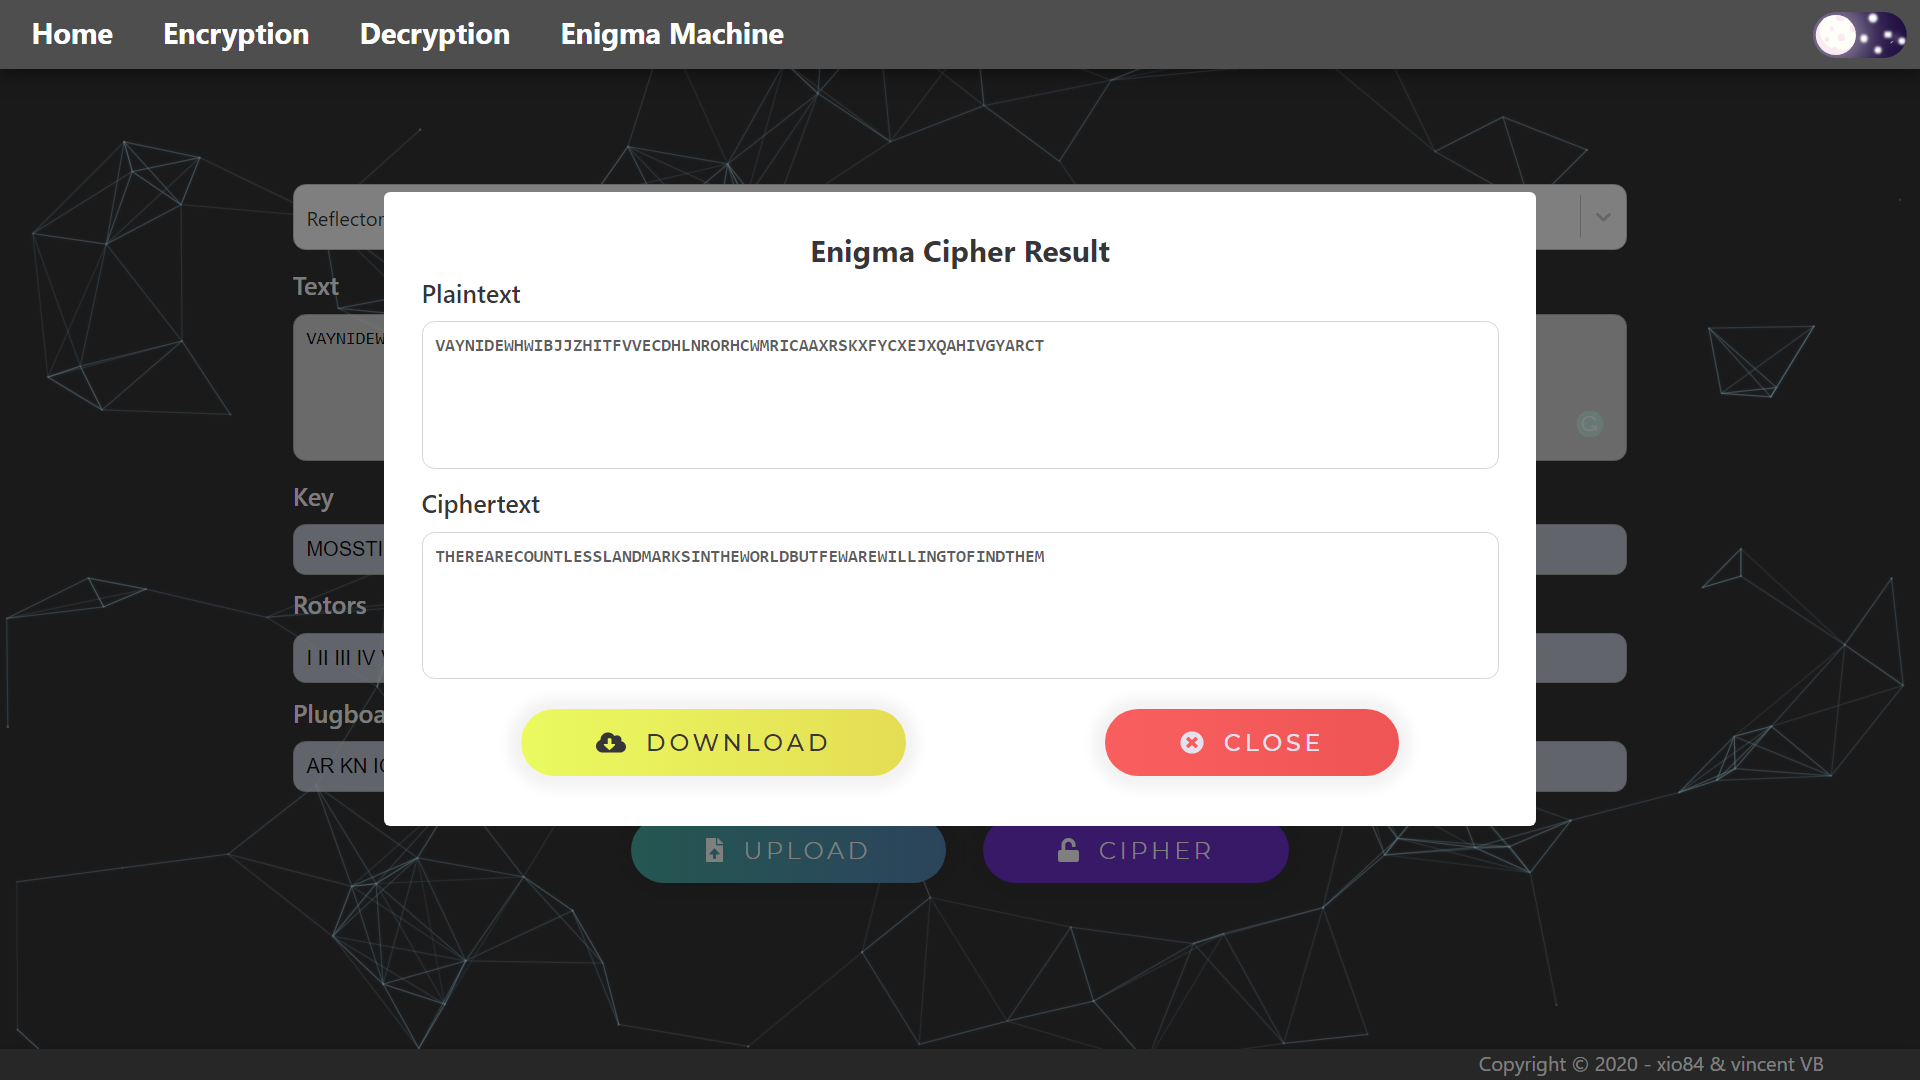 Home Encryption Decryption Enigma Machine
Reflector
Enigma Cipher Result
Text
Plaintext
VAYNIDEW
VAYNIDEWHWIBJJZHITFVVECDHLNRORHCWMRICAAXRSKXFYCXEJXQAHIVGYARCT
Key
Ciphertext
MOSSTI
THEREARECOUNTLESSLANDMARKSINTHEWORLDBUTFEWAREWILLINGTOFINDTHEM
Rotors
I II III IV
Plugboa
DOWNLOAD CLOSE
AR KN
UPLOAD CIPHER
Copyright © 2020 - xio84 & vincent VB